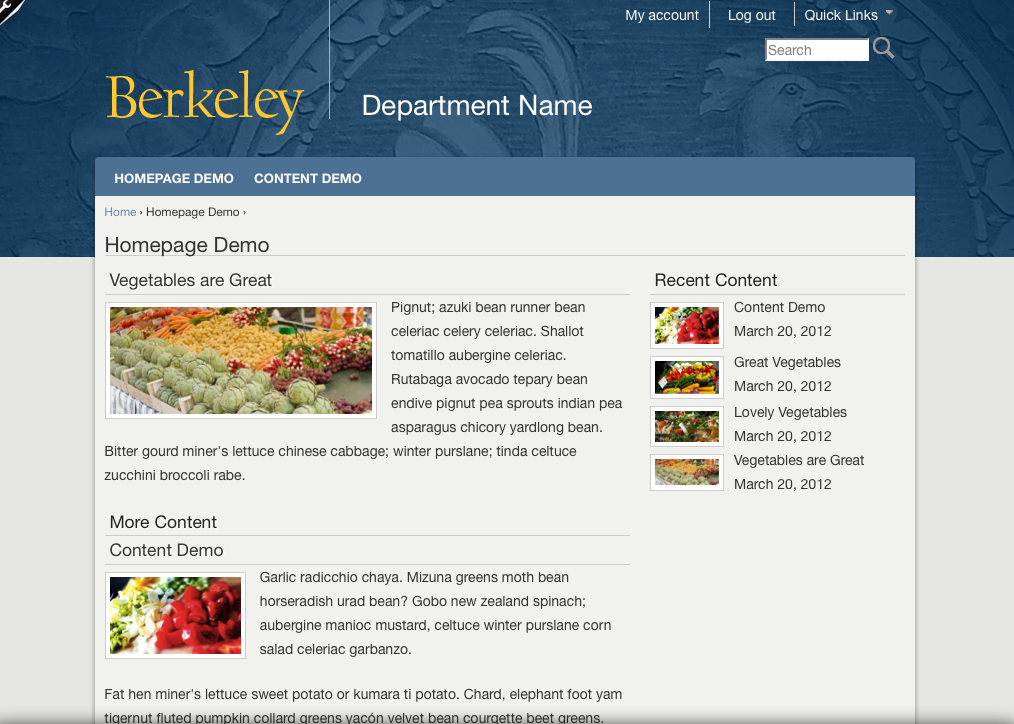 My account
Log out
Quick Links
Search
Berkeley
Department Name
HOMEPAGE DEMO
CONTENT DEMO
Home › Homepage Demo ›
Homepage Demo
Vegetables are Great
Pignut; azuki bean runner bean
celeriac celery celeriac. Shallot
tomatillo aubergine celeriac.
Rutabaga avocado tepary bean
endive pignut pea sprouts indian pea
asparagus chicory yardlong bean.
Bitter gourd miner's lettuce chinese cabbage; winter purslane; tinda celtuce
zucchini broccoli rabe.
More Content
Content Demo
Garlic radicchio chaya. Mizuna greens moth bean
horseradish urad bean? Gobo new zealand spinach;
aubergine manioc mustard, celtuce winter purslane corn
salad celeriac garbanzo.
Fat hen miner's lettuce sweet potato or kumara ti potato. Chard, elephant foot yam
tigernut fluted pumpkin collard greens yacón velvet bean courgette beet greens.
Recent Content
Content Demo
March 20, 2012
Great Vegetables
March 20, 2012
Lovely Vegetables
March 20, 2012
Vegetables are Great
March 20, 2012